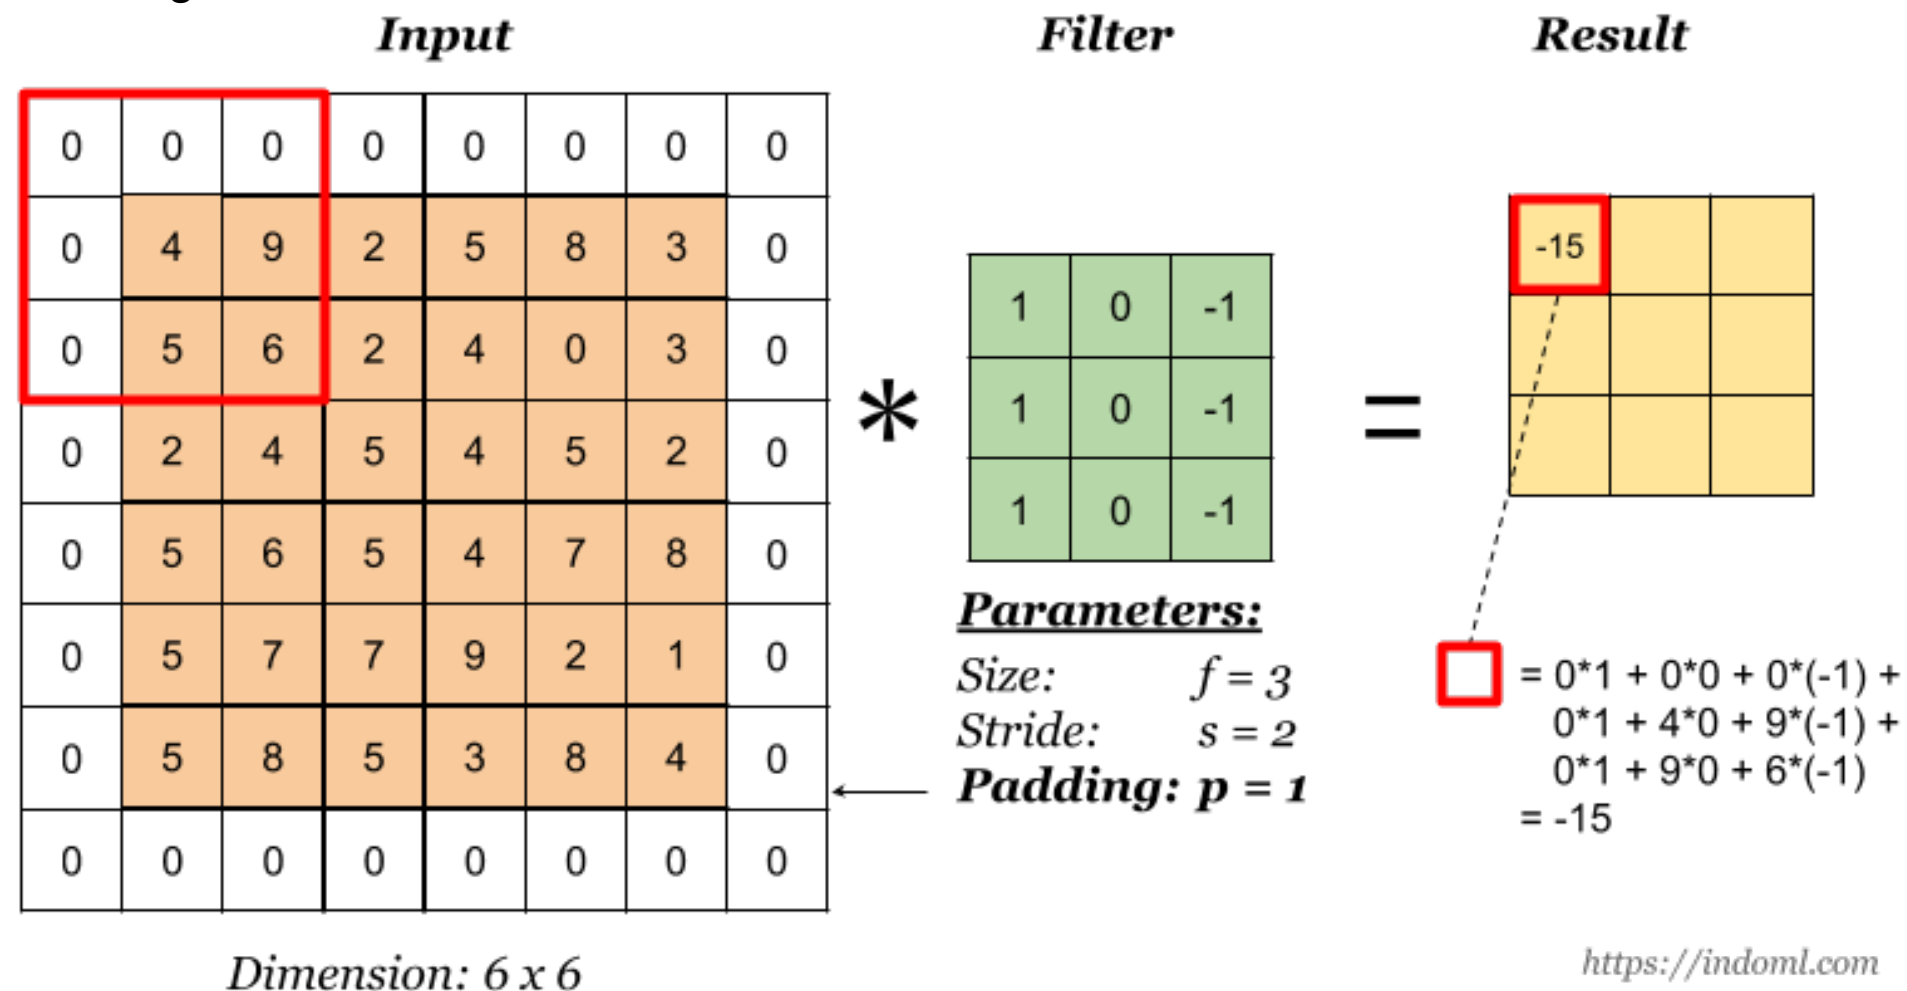 Input Filter Result
0 0 0 0 0 0 0 0
0 4 9 2 5 8 3 0
0 5 6 2 4 0 3 0
0 2 4 5 4 5 2 0
0 5 6 5 4 7 8 0
0 5 7 7 9 2 1 0
0 5 8 5 3 8 4 0
0 0 0 0 0 0 0 0
Dimension: 6 x 6
*
1 0 -1
1 0 -1
1 0 -1
Parameters:
Size: f = 3
Stride: s = 2
Padding: p = 1
=
-15
= 0*1 + 0*0 + 0*(-1) +
0*1 + 4*0 + 9*(-1) +
0*1 + 9*0 + 6*(-1)
= -15
https://indoml.com